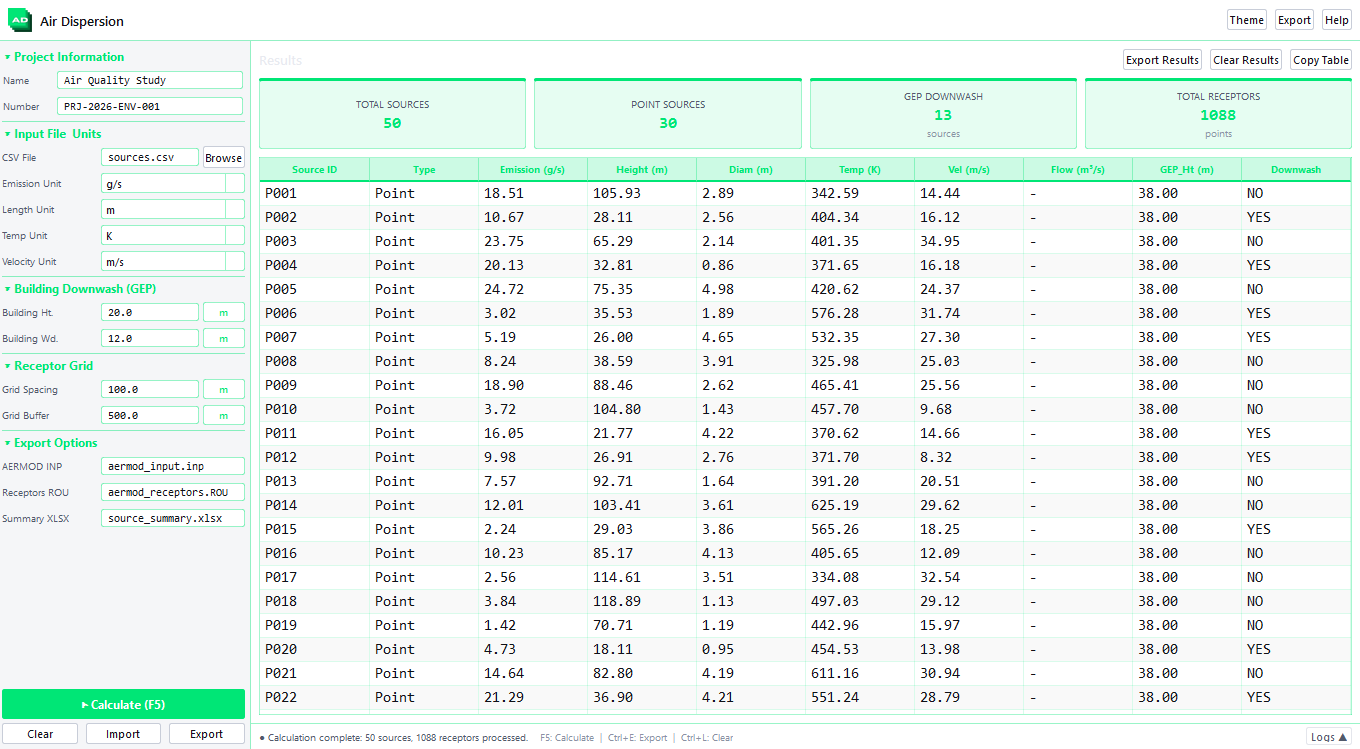 AD Air Dispersion Theme Export Help
▾ Project Information
Name Air Quality Study
Number PRJ-2026-ENV-001
▾ Input File Units
CSV File sources.csv Browse
Emission Unit g/s
Length Unit m
Temp Unit K
Velocity Unit m/s
▾ Building Downwash (GEP)
Building Ht. 20.0 m
Building Wd. 12.0 m
▾ Receptor Grid
Grid Spacing 100.0 m
Grid Buffer 500.0 m
▾ Export Options
AERMOD INP aermod_input.inp
Receptors ROU aermod_receptors.ROU
Summary XLSX source_summary.xlsx
▸ Calculate (F5)
Clear Import Export
Results Export Results Clear Results Copy Table
TOTAL SOURCES
50
POINT SOURCES
30
GEP DOWNWASH
13
sources
TOTAL RECEPTORS
1088
points
Source ID Type Emission (g/s) Height (m) Diam (m) Temp (K) Vel (m/s) Flow (m³/s) GEP_Ht (m) Downwash
P001 Point 18.51 105.93 2.89 342.59 14.44 - 38.00 NO
P002 Point 10.67 28.11 2.56 404.34 16.12 - 38.00 YES
P003 Point 23.75 65.29 2.14 401.35 34.95 - 38.00 NO
P004 Point 20.13 32.81 0.86 371.65 16.18 - 38.00 YES
P005 Point 24.72 75.35 4.98 420.62 24.37 - 38.00 NO
P006 Point 3.02 35.53 1.89 576.28 31.74 - 38.00 YES
P007 Point 5.19 26.00 4.65 532.35 27.30 - 38.00 YES
P008 Point 8.24 38.59 3.91 325.98 25.03 - 38.00 NO
P009 Point 18.90 88.46 2.62 465.41 25.56 - 38.00 NO
P010 Point 3.72 104.80 1.43 457.70 9.68 - 38.00 NO
P011 Point 16.05 21.77 4.22 370.62 14.66 - 38.00 YES
P012 Point 9.98 26.91 2.76 371.70 8.32 - 38.00 YES
P013 Point 7.57 92.71 1.64 391.20 20.51 - 38.00 NO
P014 Point 12.01 103.41 3.61 625.19 29.62 - 38.00 NO
P015 Point 2.24 29.03 3.86 565.26 18.25 - 38.00 YES
P016 Point 10.23 85.17 4.13 405.65 12.09 - 38.00 NO
P017 Point 2.56 114.61 3.51 334.08 32.54 - 38.00 NO
P018 Point 3.84 118.89 1.13 497.03 29.12 - 38.00 NO
P019 Point 1.42 70.71 1.19 442.96 15.97 - 38.00 NO
P020 Point 4.73 18.11 0.95 454.53 13.98 - 38.00 YES
P021 Point 14.64 82.80 4.19 611.16 30.94 - 38.00 NO
P022 Point 21.29 36.90 4.21 551.24 28.79 - 38.00 YES
● Calculation complete: 50 sources, 1088 receptors processed. F5: Calculate | Ctrl+E: Export | Ctrl+L: Clear Logs ▲